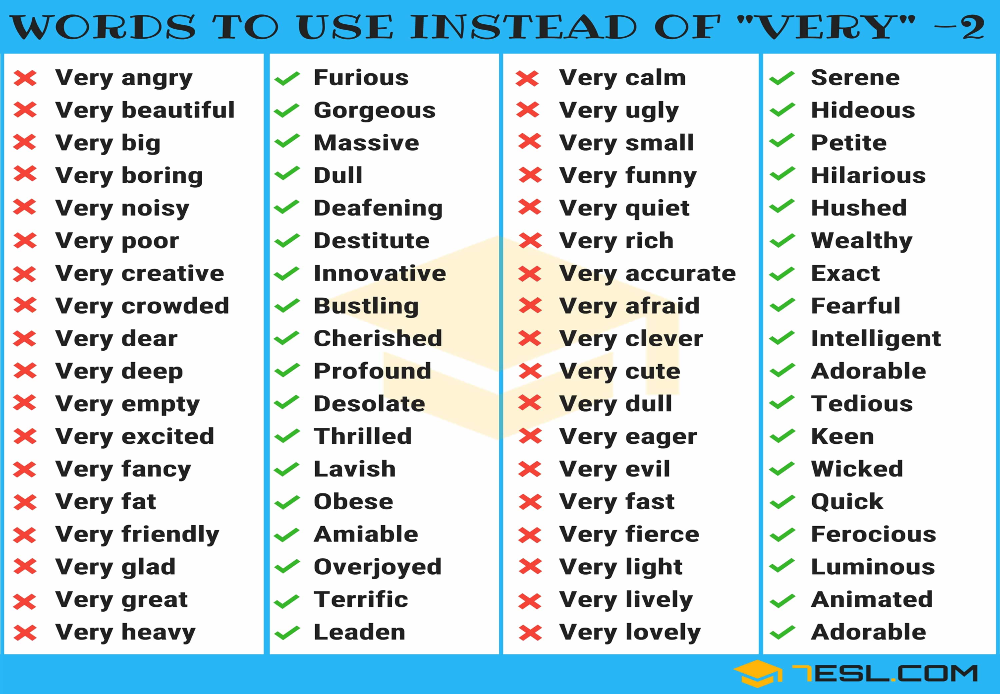 WORDS TO USE INSTEAD OF "VERY" -2
Very angry Furious Very calm Serene
Very beautiful Gorgeous Very ugly Hideous
Very big Massive Very small Petite
Very boring Dull Very funny Hilarious
Very noisy Deafening Very quiet Hushed
Very poor Destitute Very rich Wealthy
Very creative Innovative Very accurate Exact
Very crowded Bustling Very afraid Fearful
Very dear Cherished Very clever Intelligent
Very deep Profound Very cute Adorable
Very empty Desolate Very dull Tedious
Very excited Thrilled Very eager Keen
Very fancy Lavish Very evil Wicked
Very fat Obese Very fast Quick
Very friendly Amiable Very fierce Ferocious
Very glad Overjoyed Very light Luminous
Very great Terrific Very lively Animated
Very heavy Leaden Very lovely Adorable
7ESL.COM